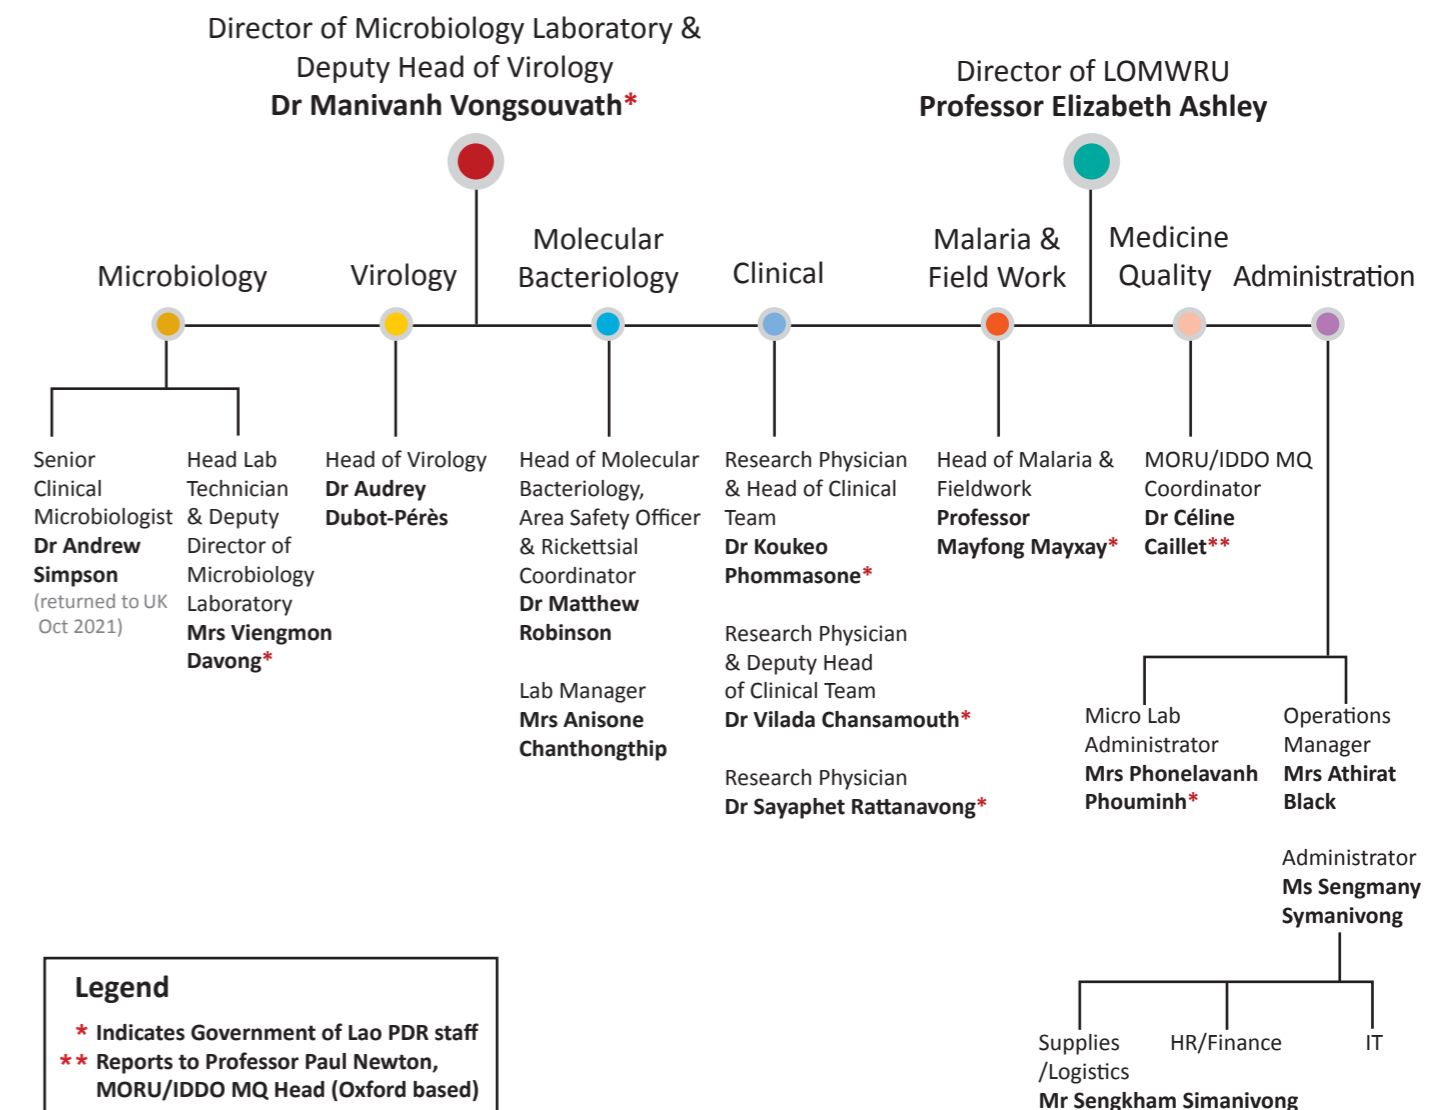 Director of Microbiology Laboratory &
Deputy Head of Virology
Dr Manivanh Vongsouvath*
Director of LOMWRU
Professor Elizabeth Ashley
Microbiology
Virology
Molecular
Bacteriology
Clinical
Malaria &
Field Work
Medicine
Quality
Administration
Senior
Clinical
Microbiologist
Dr Andrew
Simpson
(returned to UK
Oct 2021)
Head Lab
Technician
& Deputy
Director of
Microbiology
Laboratory
Mrs Viengmon
Davong*
Head of Virology
Dr Audrey
Dubot-Pérès
Head of Molecular
Bacteriology,
Area Safety Officer
& Rickettsial
Coordinator
Dr Matthew
Robinson
Lab Manager
Mrs Anisone
Chanthongthip
Research Physician
& Head of Clinical
Team
Dr Koukeo
Phommasone*
Research Physician
& Deputy Head
of Clinical Team
Dr Vilada Chansamouth*
Research Physician
Dr Sayaphet Rattanavong*
Head of Malaria &
Fieldwork
Professor
Mayfong Mayxay*
MORU/IDDO MQ
Coordinator
Dr Céline
Caillet**
Micro Lab
Administrator
Mrs Phonelavanh
Phouminh*
Operations
Manager
Mrs Athirat
Black
Administrator
Ms Sengmany
Symanivong
Supplies
/Logistics
Mr Sengkham Simanivong
HR/Finance
IT
Legend
* Indicates Government of Lao PDR staff
** Reports to Professor Paul Newton,
MORU/IDDO MQ Head (Oxford based)